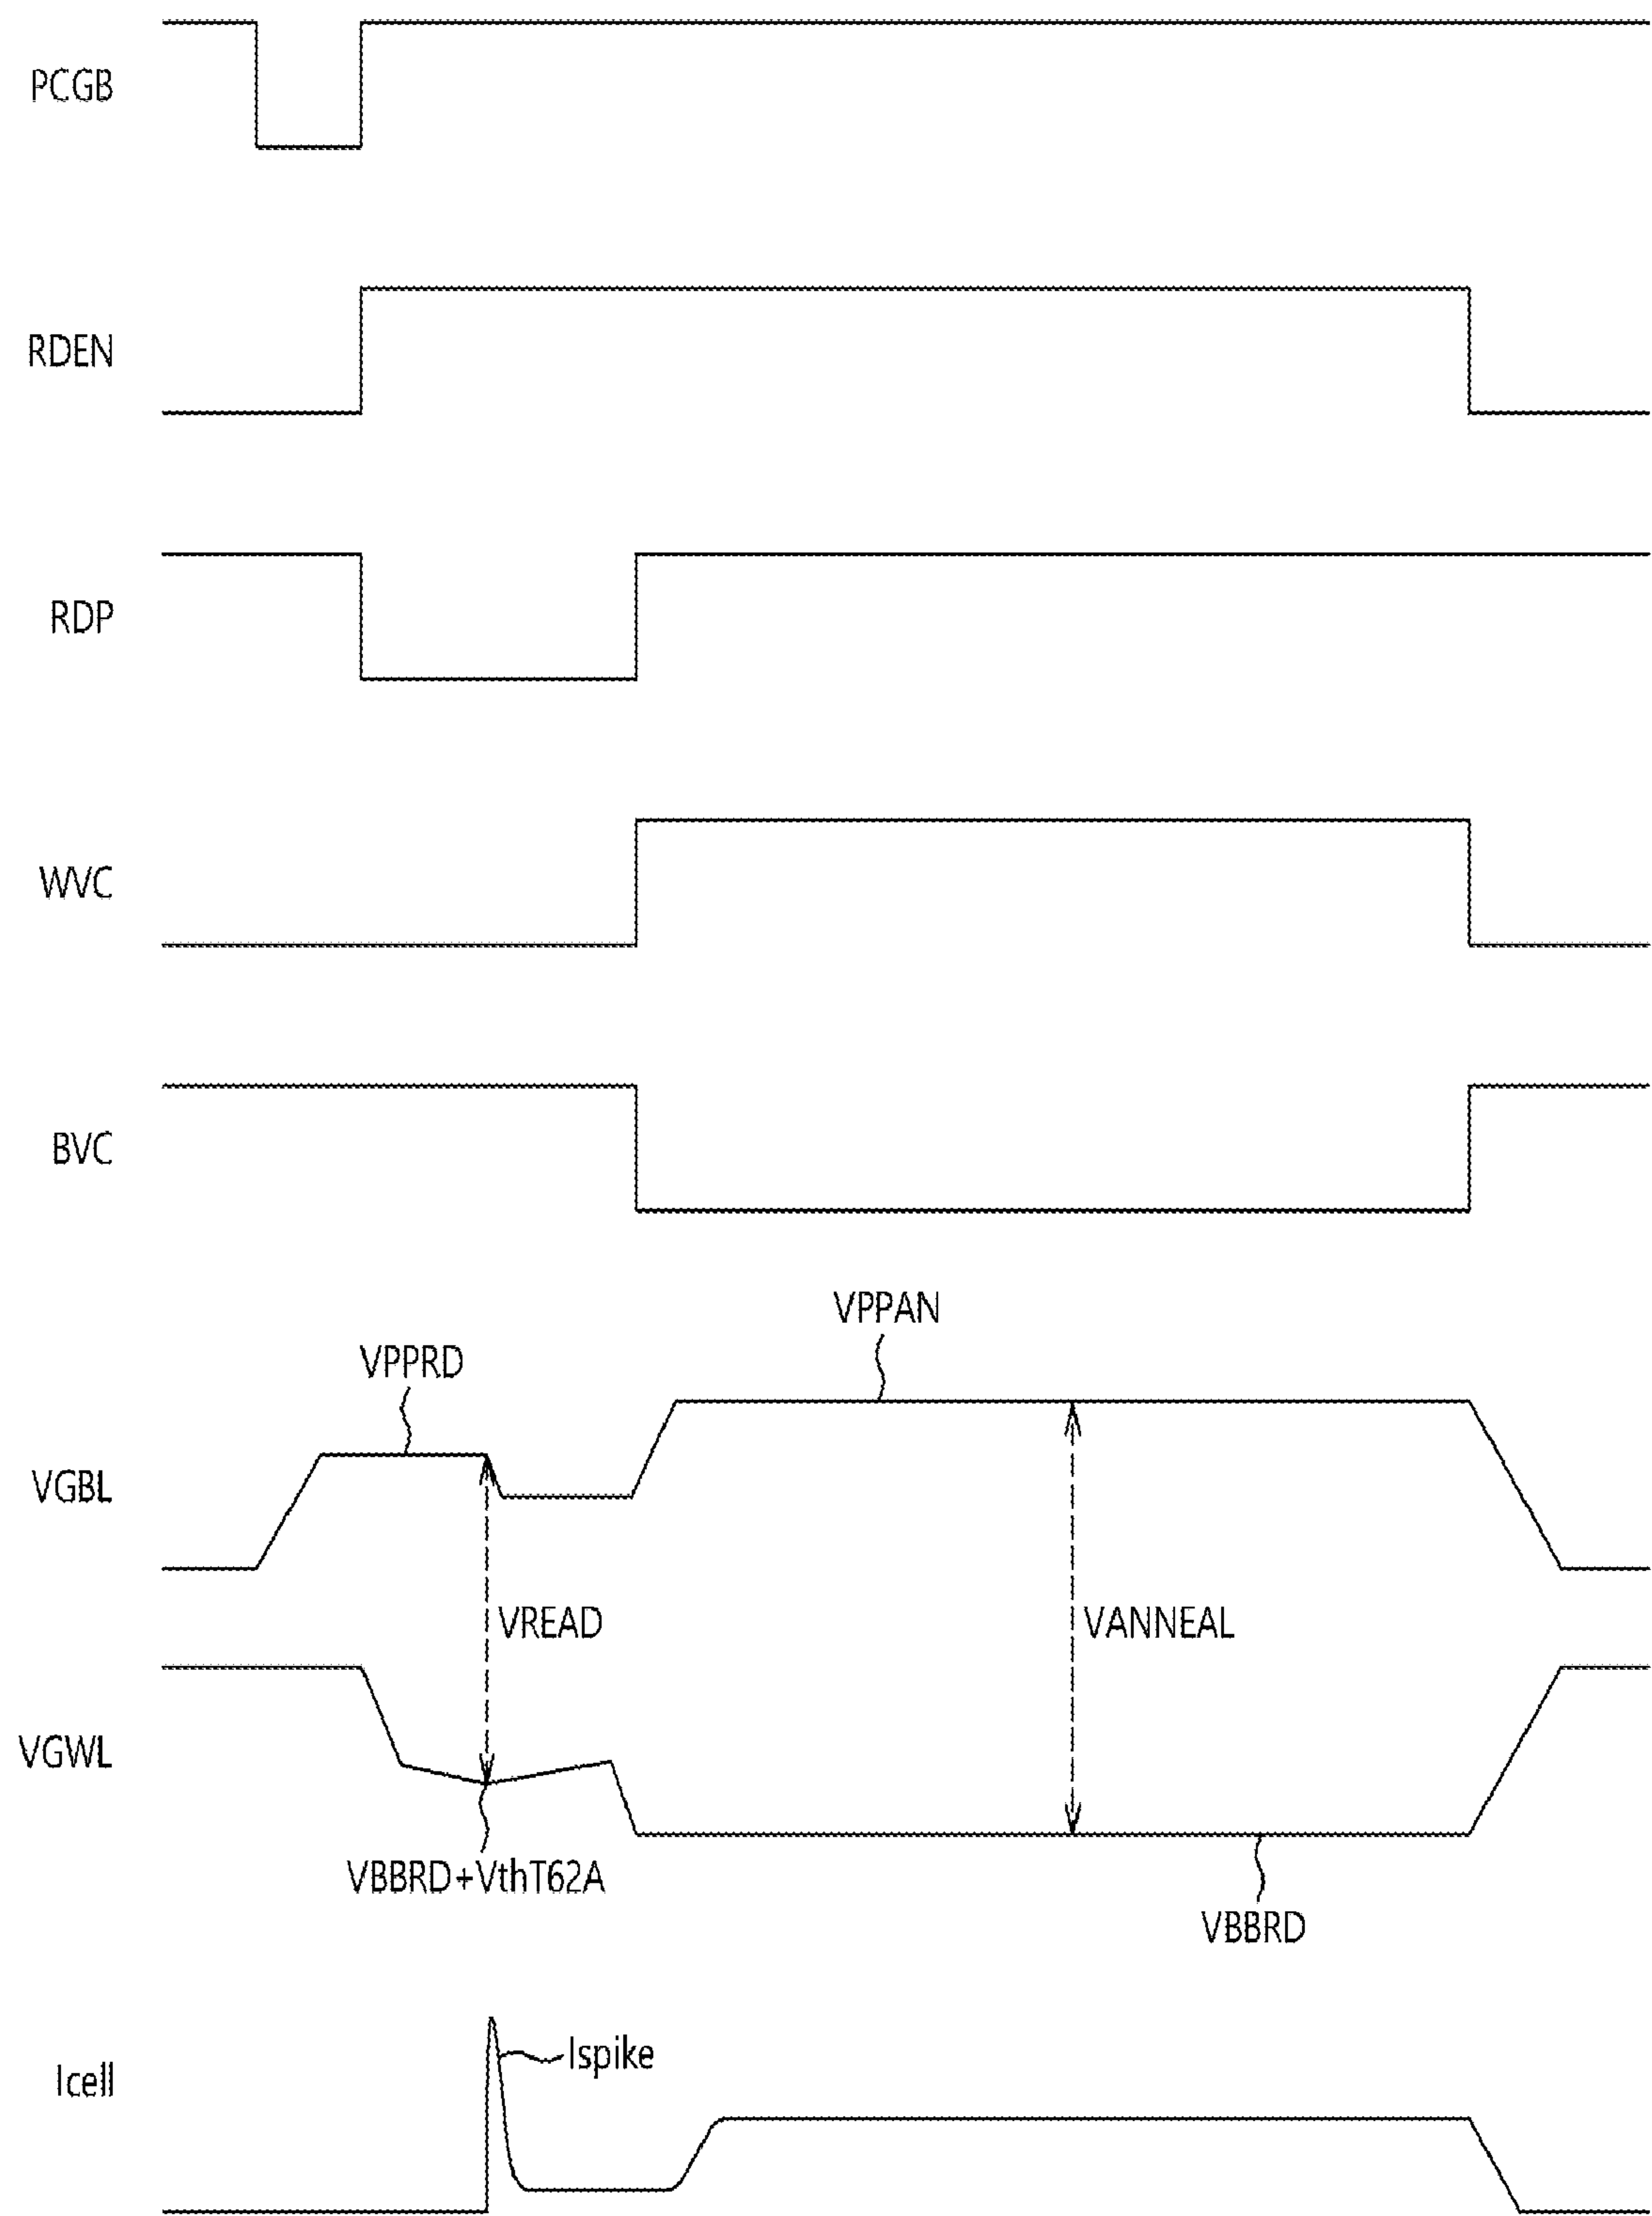 PCGB
RDEN
RDP
WVC
BVC
VPPAN
VPPRD
VGBL
VREAD
VANNEAL
VGWL
VBBRD+VthT62A
VBBRD
Ispike
Icell